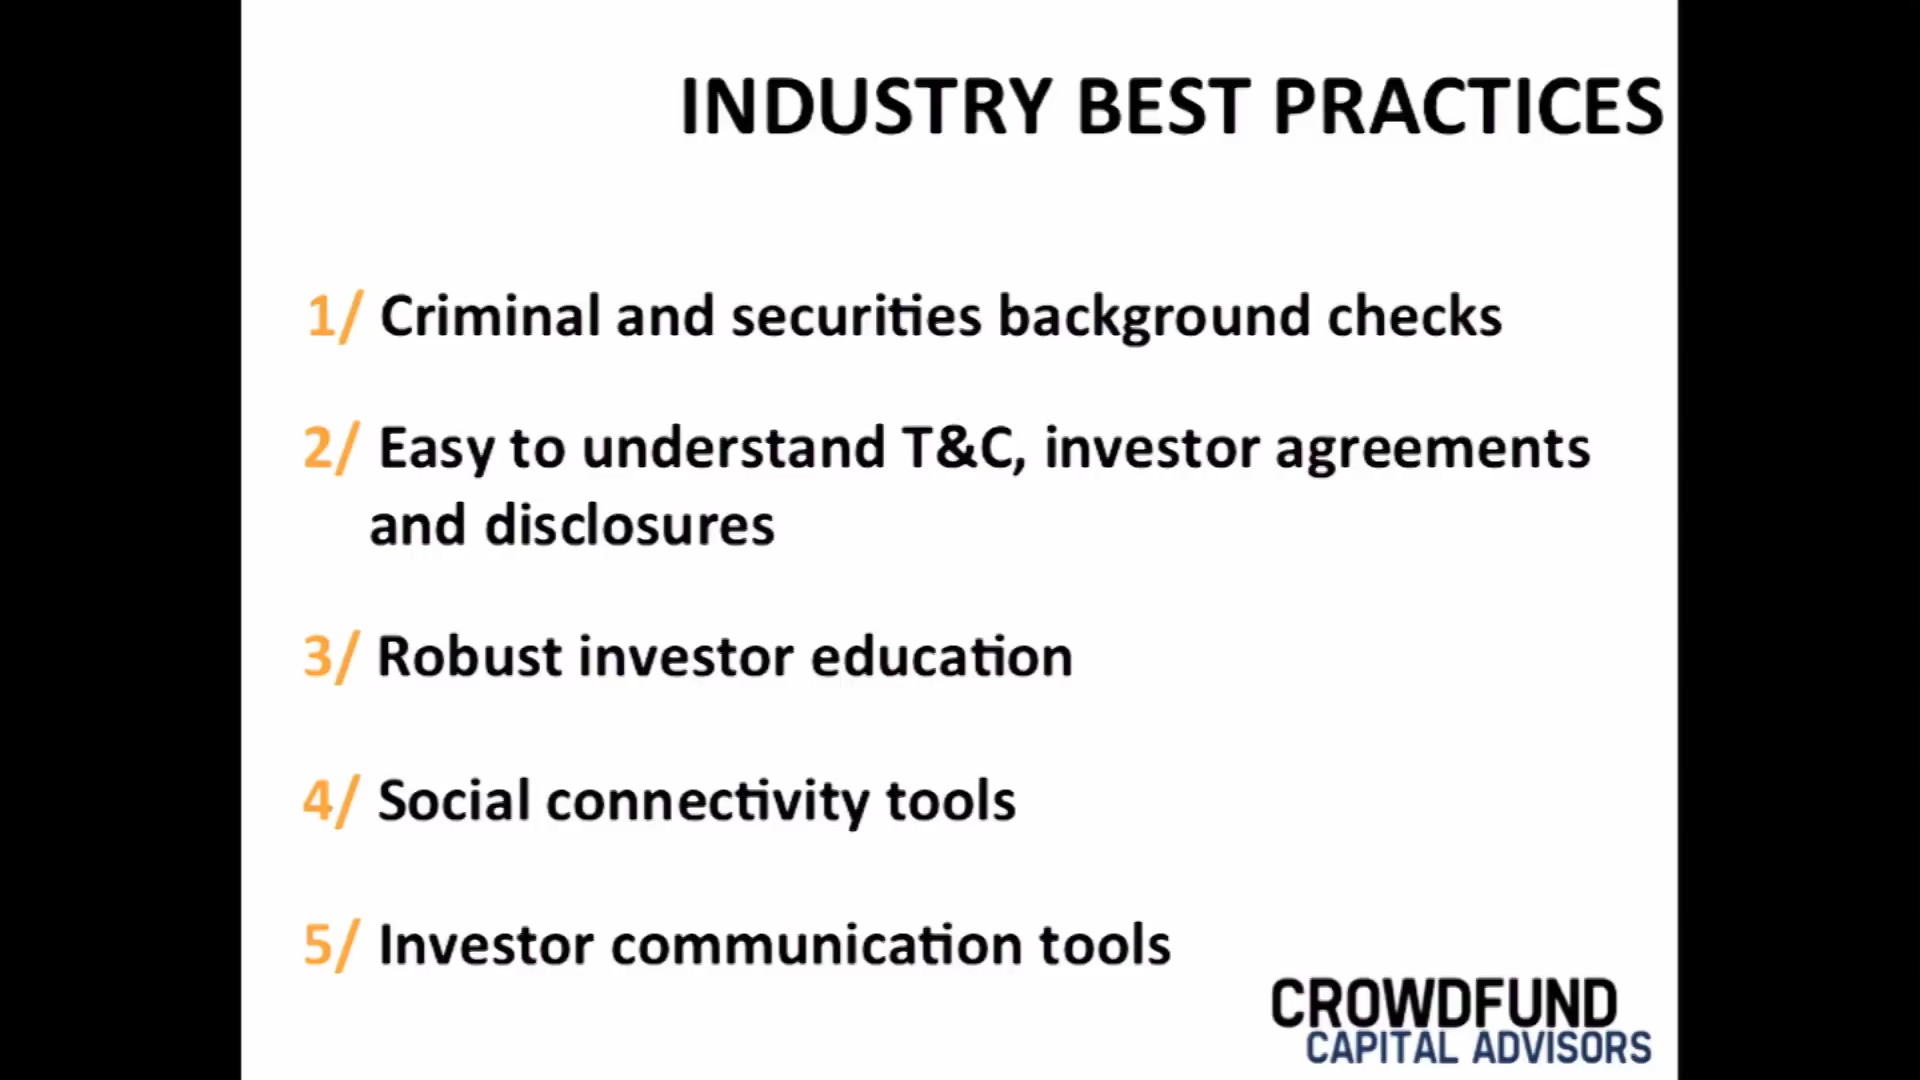 INDUSTRY BEST PRACTICES
1/ Criminal and securities background checks
2/ Easy to understand T&C, investor agreements
and disclosures
3/ Robust investor education
4/ Social connectivity tools
5/ Investor communication tools
CROWDFUND
CAPITAL ADVISORS